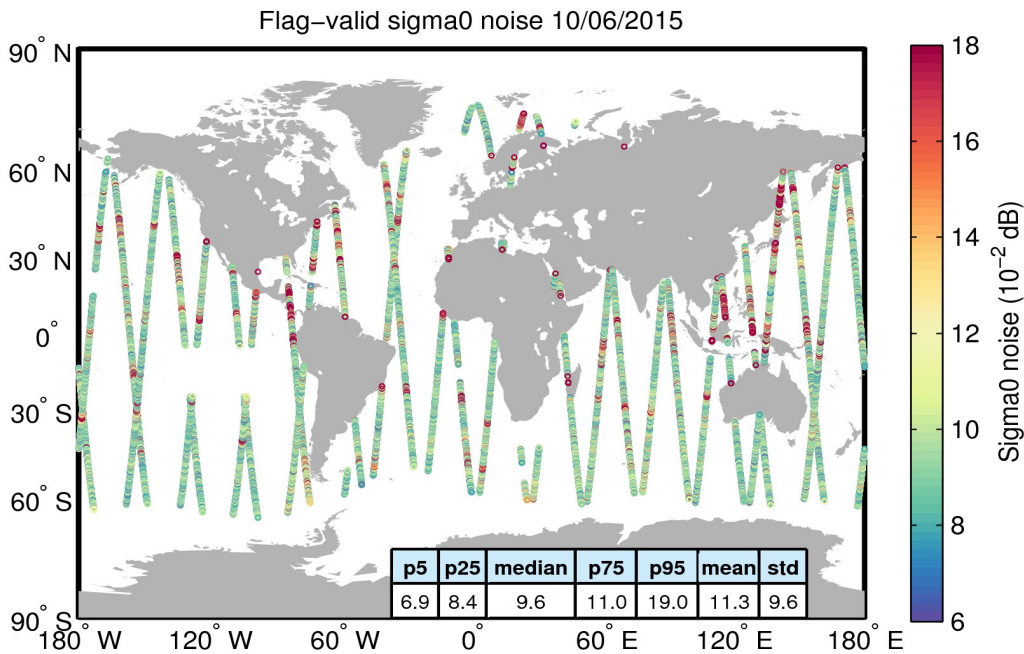 Flag−valid sigma0 noise 10/06/2015
90° N
60° N
30° N
0°
30° S
60° S
90° S
180° W 120° W 60° W 0° 60° E 120° E 180° E
p5 p25 median p75 p95 mean std
6.9 8.4 9.6 11.0 19.0 11.3 9.6
18
16
14
12
10
8
6
Sigma0 noise (10⁻² dB)